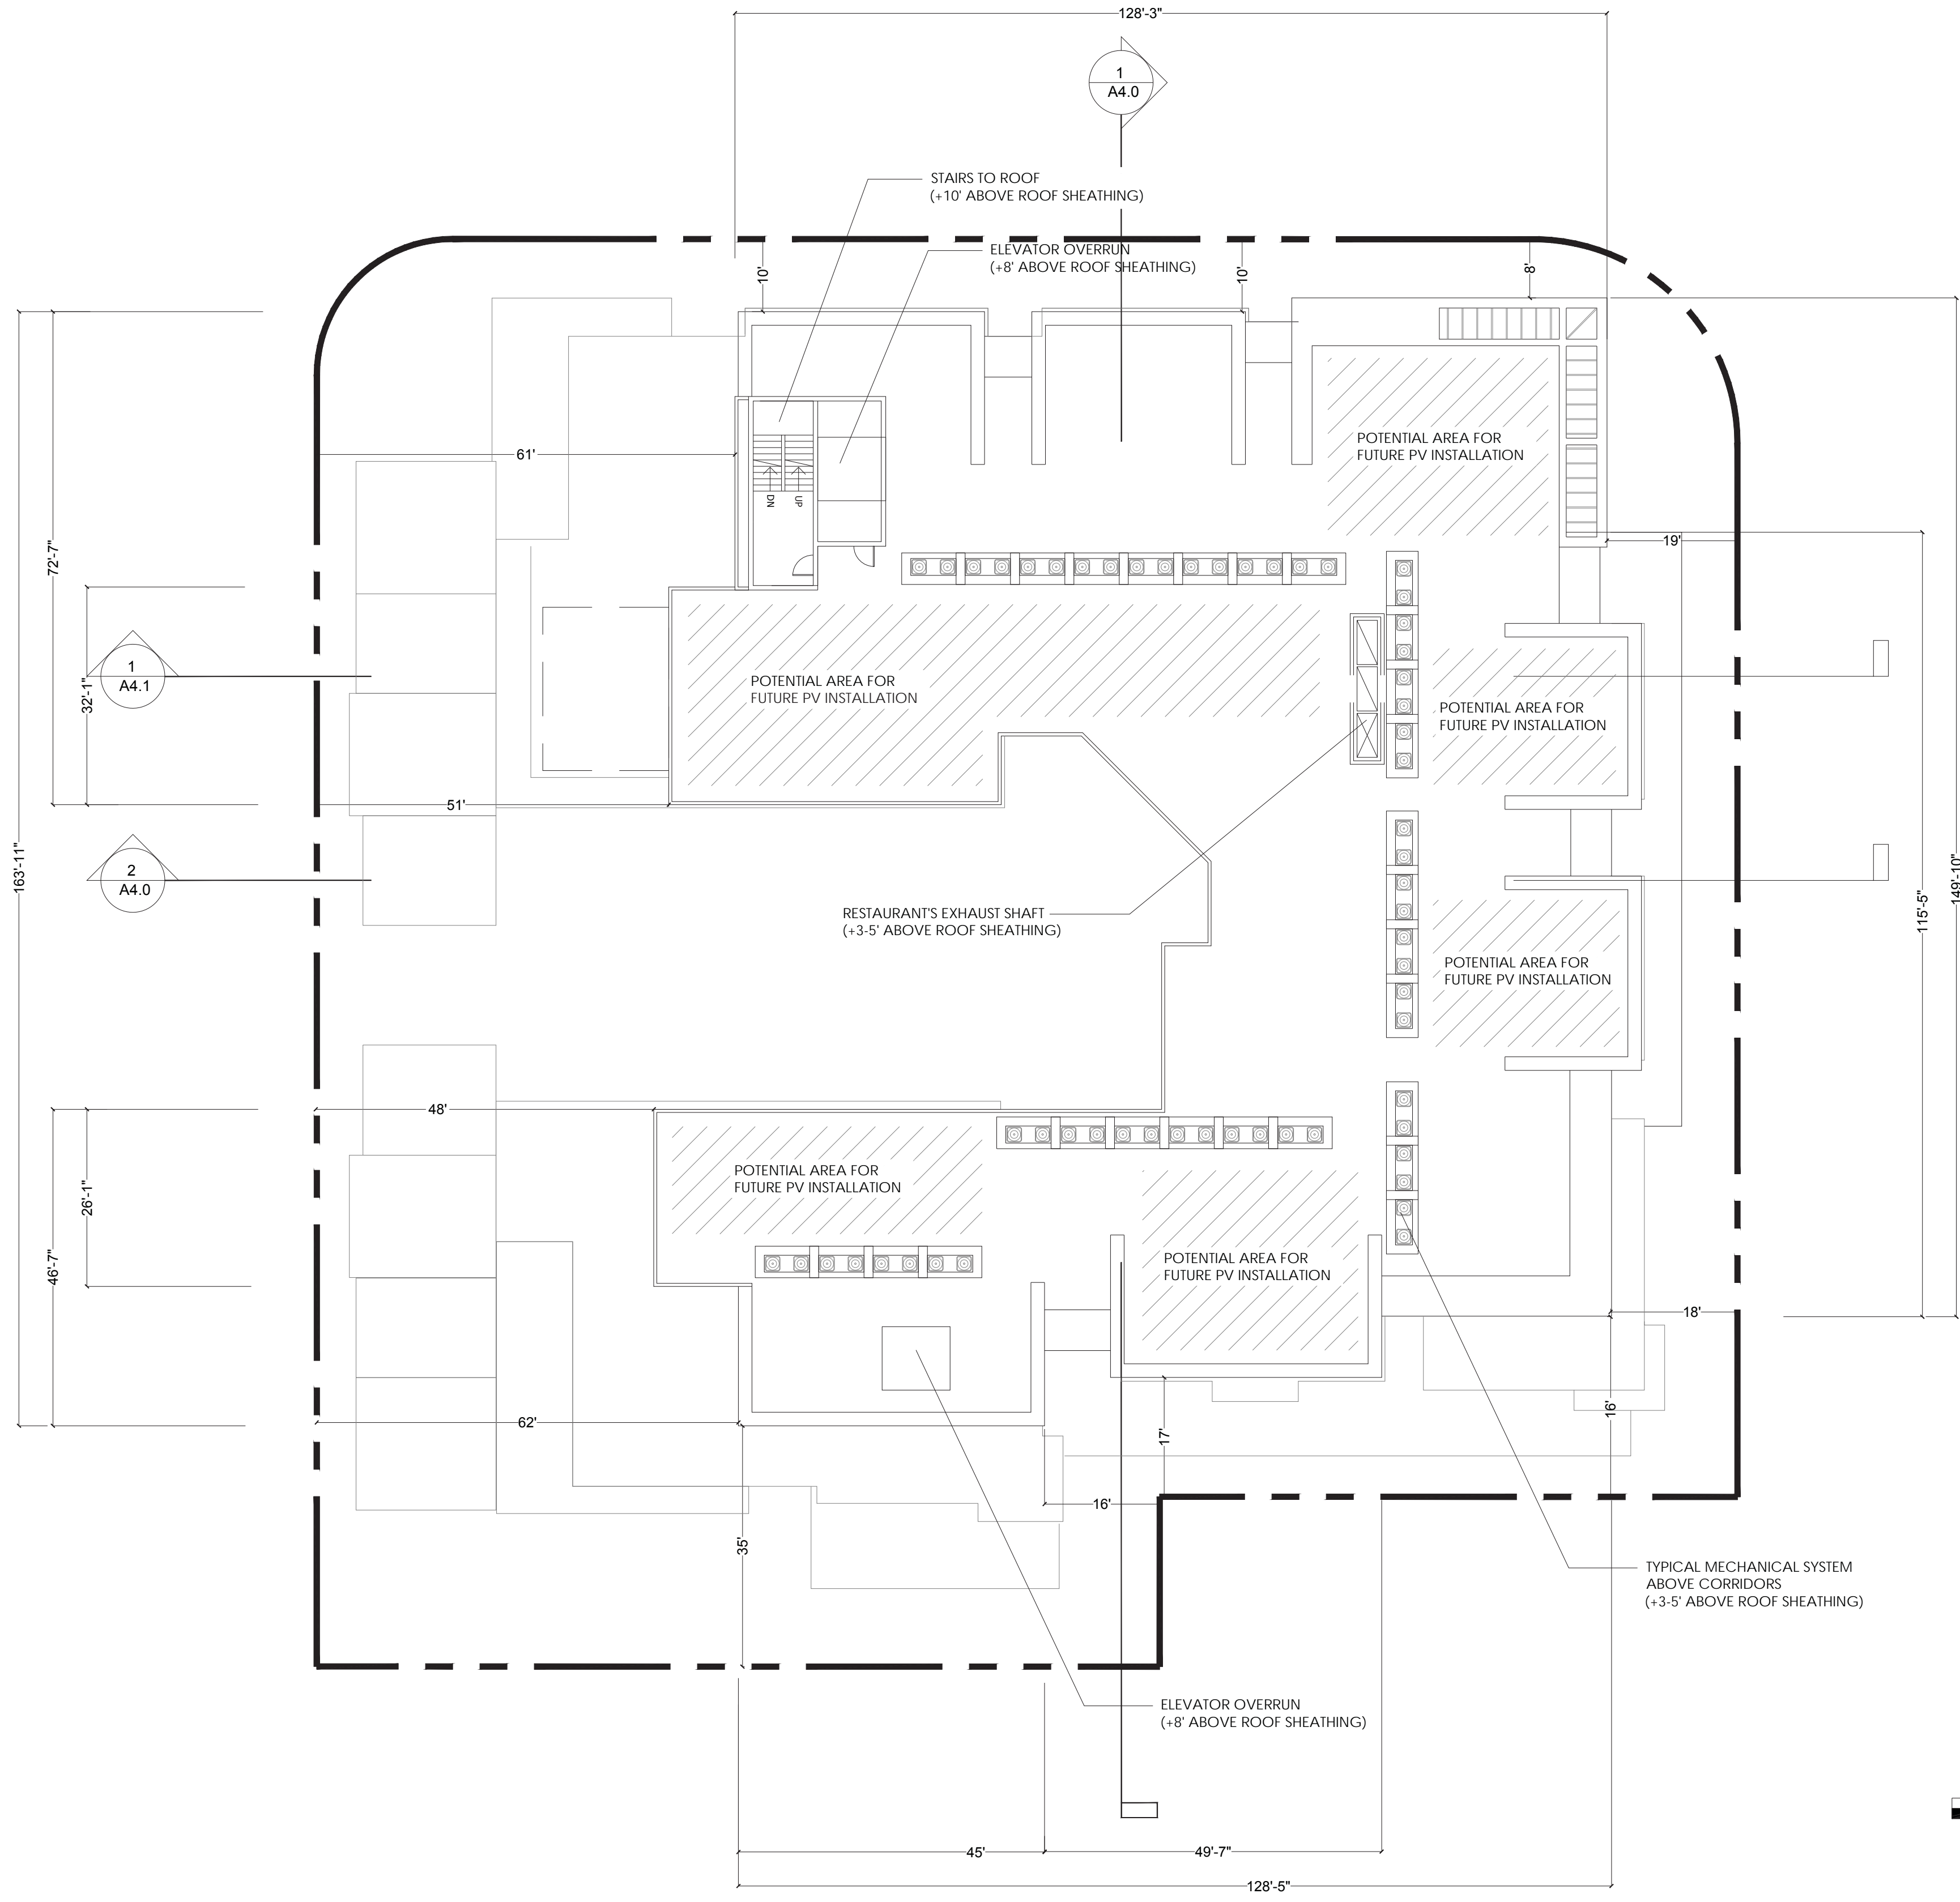 128'-3"
1
A4.0
STAIRS TO ROOF
(+10' ABOVE ROOF SHEATHING)
ELEVATOR OVERRUN
(+8' ABOVE ROOF SHEATHING)
10'
10'
8'
POTENTIAL AREA FOR
FUTURE PV INSTALLATION
61'
DN
UP
19'
72'-7"
1
A4.1
32'-1"
POTENTIAL AREA FOR
FUTURE PV INSTALLATION
POTENTIAL AREA FOR
FUTURE PV INSTALLATION
51'
163'-11"
2
A4.0
149'-10"
115'-5"
RESTAURANT'S EXHAUST SHAFT
(+3-5' ABOVE ROOF SHEATHING)
POTENTIAL AREA FOR
FUTURE PV INSTALLATION
48'
26'-1"
46'-7"
POTENTIAL AREA FOR
FUTURE PV INSTALLATION
POTENTIAL AREA FOR
FUTURE PV INSTALLATION
18'
62'
17'
16'
16'
35'
TYPICAL MECHANICAL SYSTEM
ABOVE CORRIDORS
(+3-5' ABOVE ROOF SHEATHING)
ELEVATOR OVERRUN
(+8' ABOVE ROOF SHEATHING)
45'
49'-7"
128'-5"